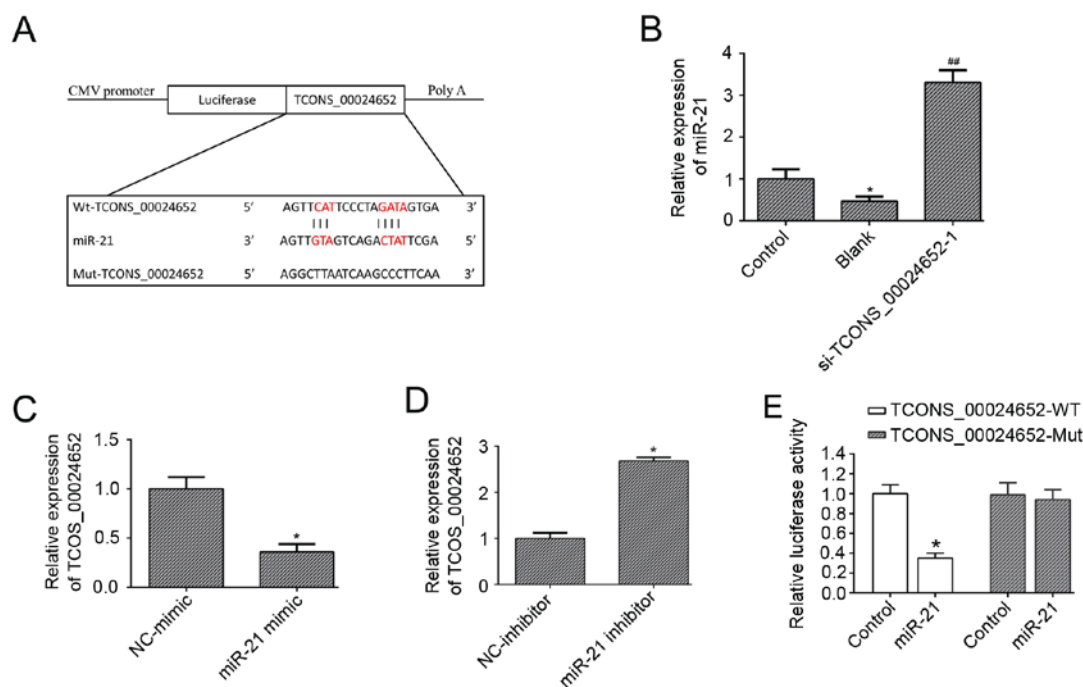 A
CMV promoter
Luciferase
TCONS_00024652
Poly A
Wt-TCONS_00024652 5′ AGTTCATTCCCTAGATAGTGA 3′
miR-21 3′ AGTTGTAGTCAGACTATTCGA 5′
Mut-TCONS_00024652 5′ AGGCTTAATCAAGCCCTTCAA 3′
B
Relative expression
of miR-21
4
3
2
1
0
*
##
Control
Blank
si-TCONS_00024652-1
C
Relative expression
of TCOS_00024652
1.5
1.0
0.5
0.0
*
NC-mimic
miR-21 mimic
D
Relative expression
of TCOS_00024652
3
2
1
0
*
NC-inhibitor
miR-21 inhibitor
E
TCONS_00024652-WT
TCONS_00024652-Mut
Relative luciferase activity
1.4
1.2
1.0
0.8
0.6
0.4
0.2
0.0
*
Control
miR-21
Control
miR-21